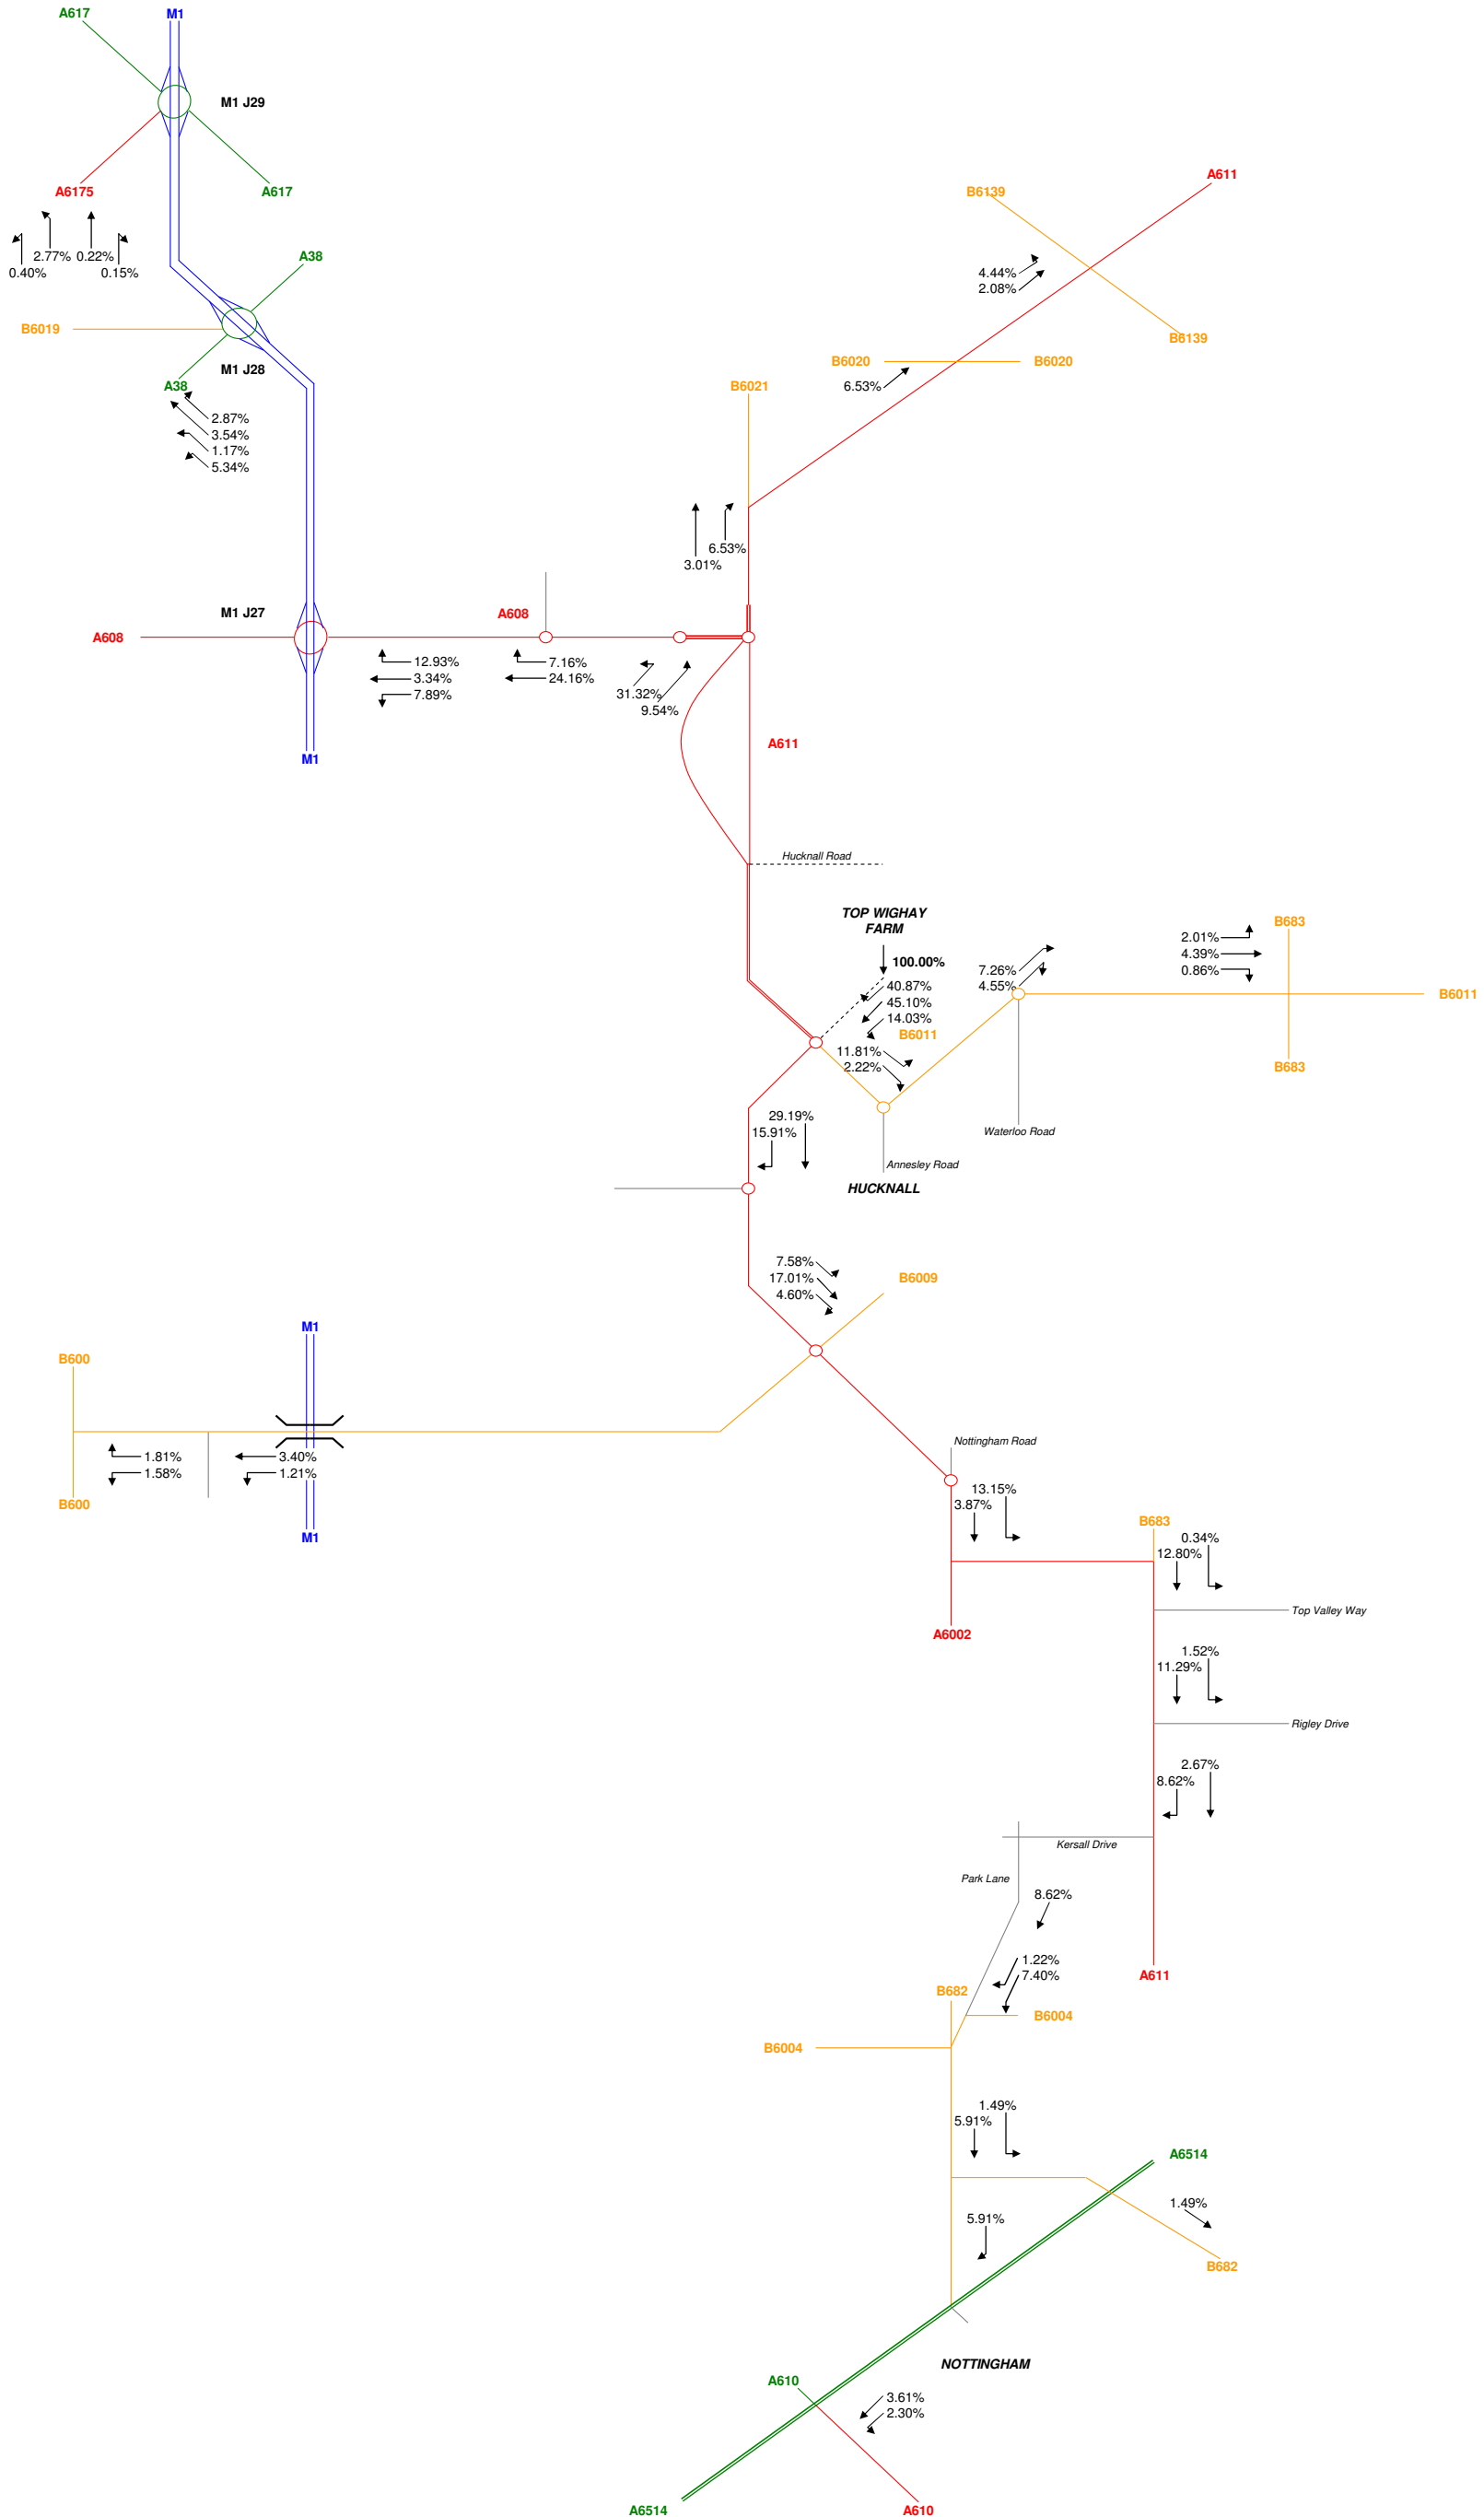 A617
M1
M1 J29
A6175
A617
A611
B6139
2.77%
0.22%
0.40%
0.15%
A38
4.44%
2.08%
B6019
B6139
M1 J28
B6020
B6020
A38
6.53%
B6021
2.87%
3.54%
1.17%
5.34%
6.53%
3.01%
M1 J27
A608
A608
12.93%
3.34%
7.89%
7.16%
24.16%
31.32%
9.54%
A611
M1
Hucknall Road
TOP WIGHAY
FARM
100.00%
40.87%
45.10%
14.03%
B6011
7.26%
4.55%
2.01%
4.39%
0.86%
B683
B6011
B683
11.81%
2.22%
29.19%
15.91%
Waterloo Road
Annesley Road
HUCKNALL
7.58%
17.01%
4.60%
B6009
M1
B600
1.81%
1.58%
3.40%
1.21%
B600
M1
Nottingham Road
13.15%
3.87%
B683
0.34%
12.80%
Top Valley Way
A6002
1.52%
11.29%
Rigley Drive
2.67%
8.62%
Kersall Drive
Park Lane
8.62%
1.22%
7.40%
A611
B682
B6004
B6004
1.49%
5.91%
A6514
1.49%
5.91%
B682
NOTTINGHAM
A610
3.61%
2.30%
A6514
A610